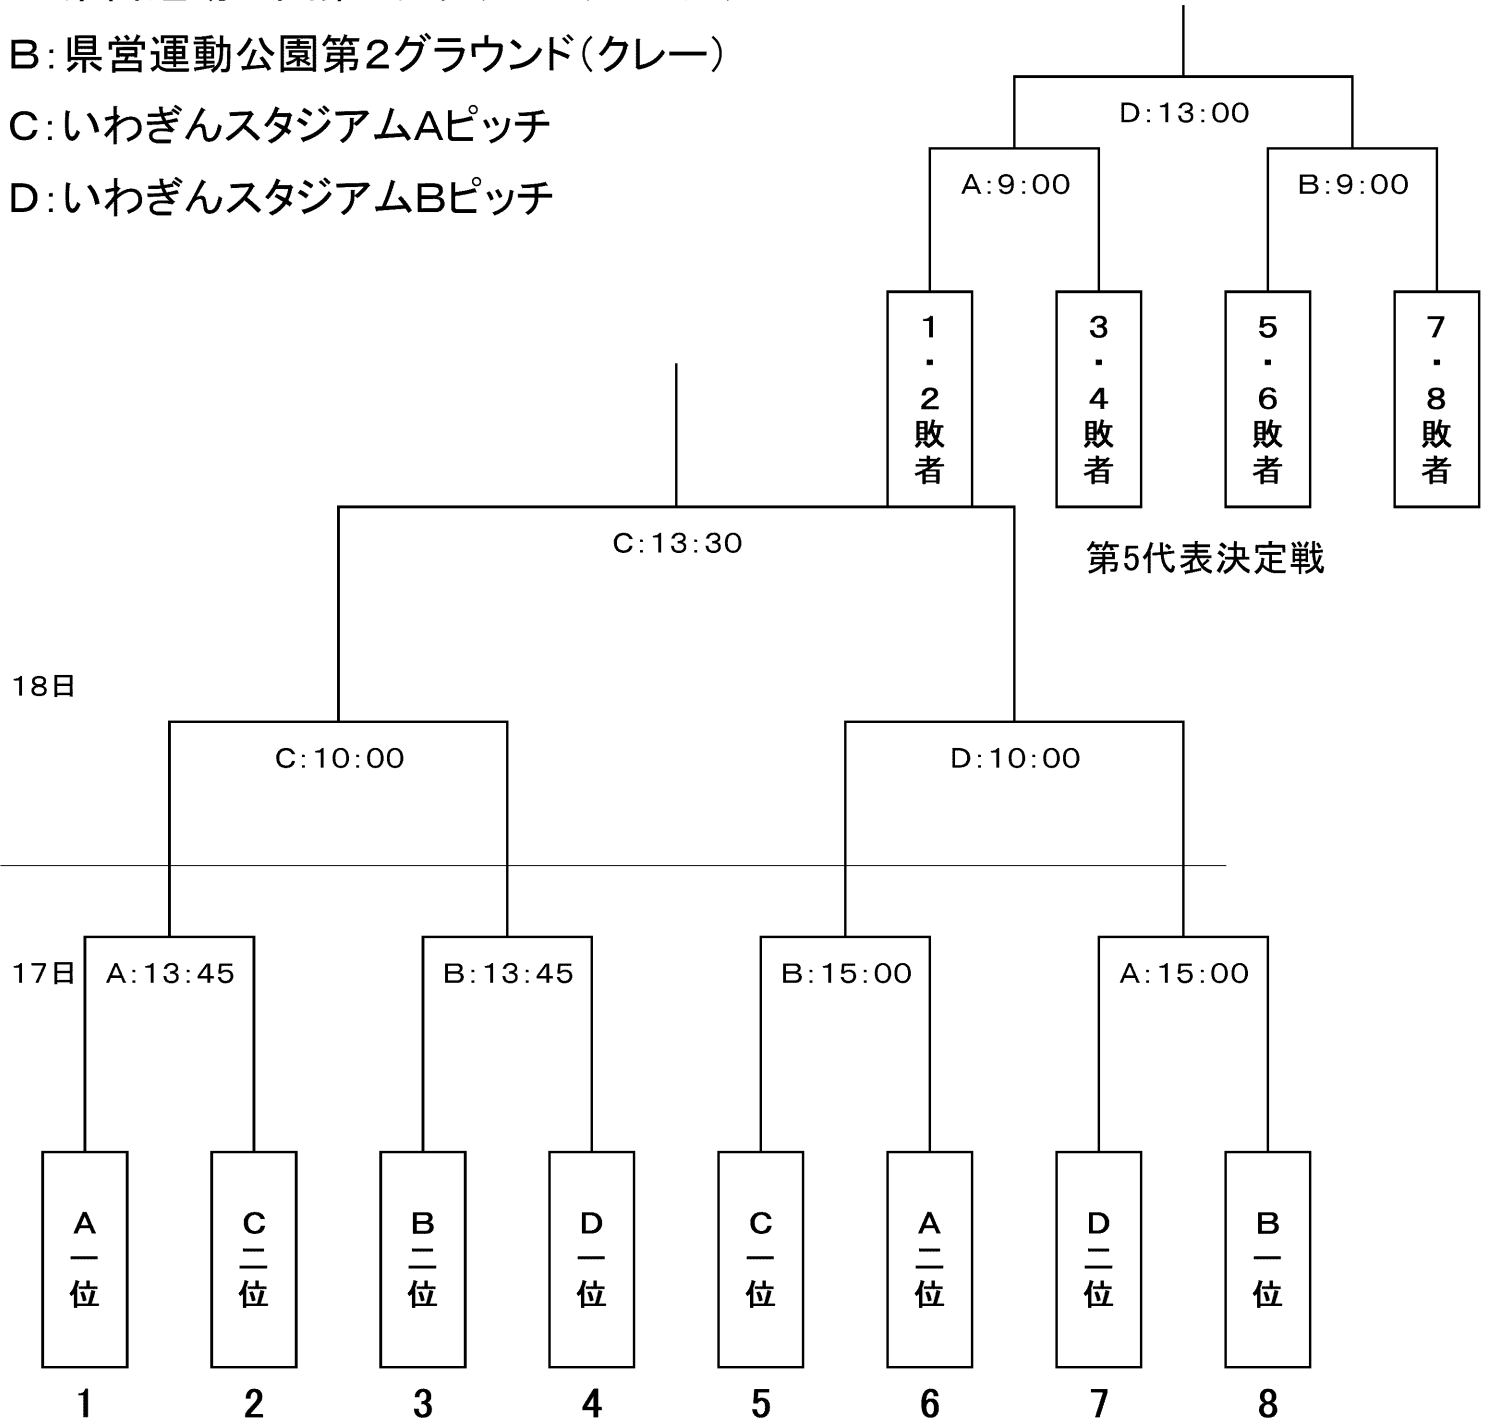 B:県営運動公園第2グラウンド(クレー)
C:いわぎんスタジアムAピッチ
D:いわぎんスタジアムBピッチ
D:13:00
A:9:00
B:9:00
1・2敗者
3・4敗者
5・6敗者
7・8敗者
C:13:30
第5代表決定戦
18日
C:10:00
D:10:00
17日
A:13:45
B:13:45
B:15:00
A:15:00
A一位
C二位
B二位
D一位
C一位
A二位
D二位
B一位
1
2
3
4
5
6
7
8